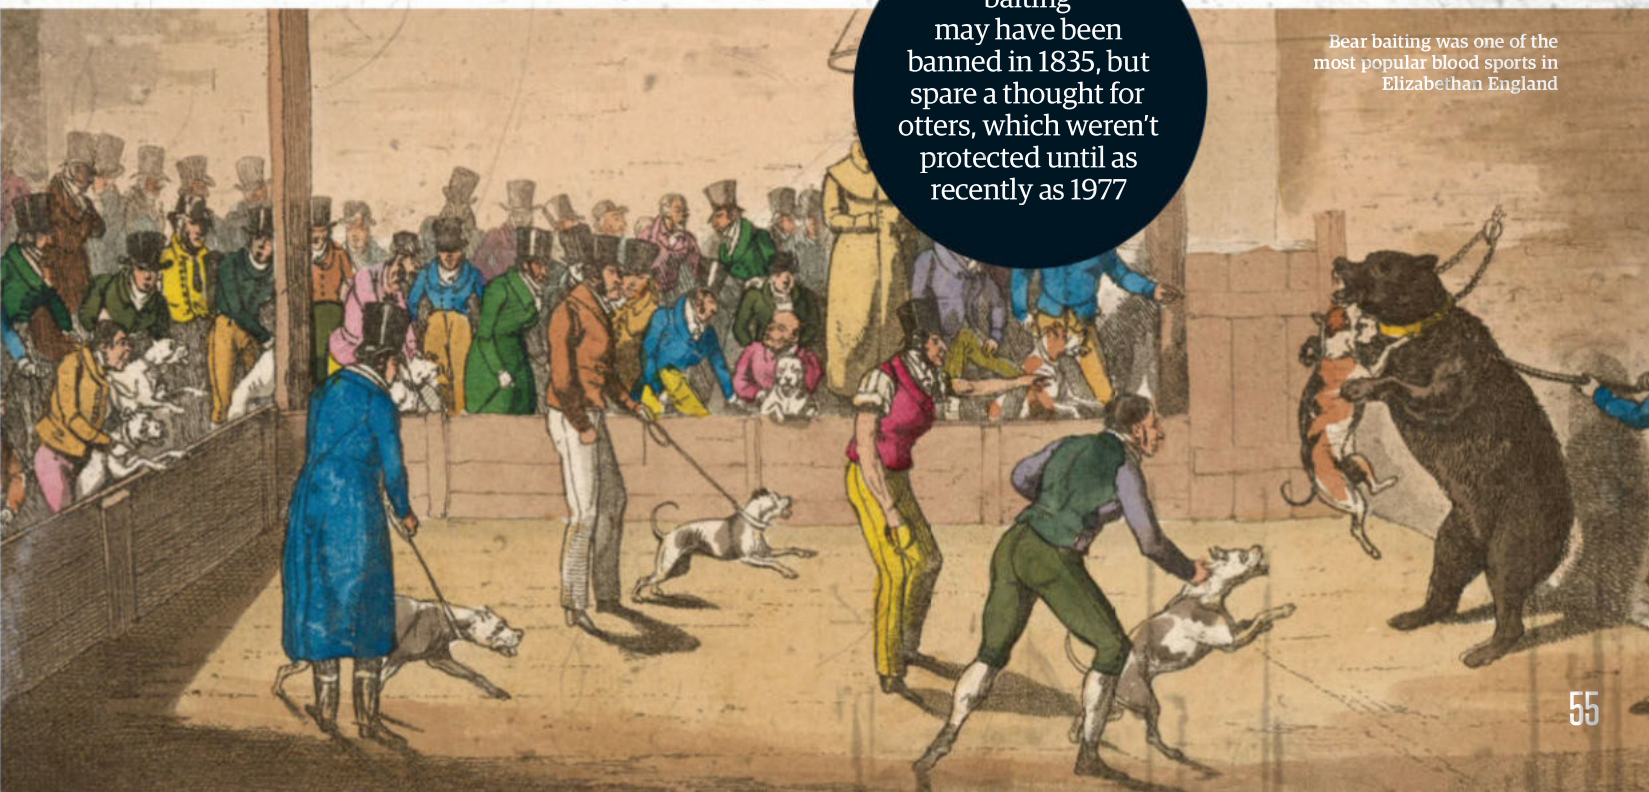 baiting
may have been
banned in 1835, but
spare a thought for
otters, which weren't
protected until as
recently as 1977
Bear baiting was one of the
most popular blood sports in
Elizabethan England
55